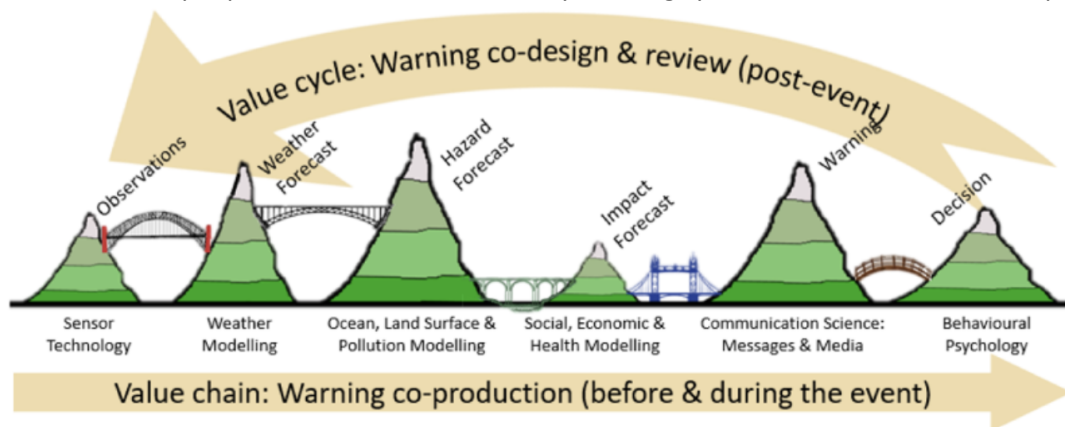 Value cycle: Warning co-design & review (post-event)
Observations
Weather
Forecast
Hazard
Forecast
Impact
Forecast
Warning
Decision
Sensor
Technology
Weather
Modelling
Ocean, Land Surface &
Pollution Modelling
Social, Economic &
Health Modelling
Communication Science:
Messages & Media
Behavioural
Psychology
Value chain: Warning co-production (before & during the event)